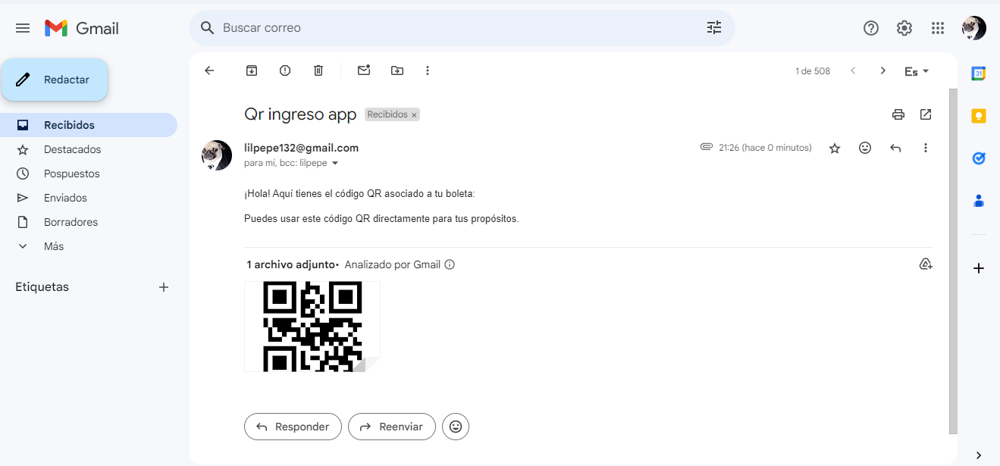 Gmail
Buscar correo
Redactar
1 de 508
Es
31
Recibidos
Destacados
Pospuestos
Enviados
Borradores
Más
Etiquetas
Qr ingreso app Recibidos ×
lilpepe132@gmail.com
21:26 (hace 0 minutos)
para mí, bcc: lilpepe
¡Hola! Aquí tienes el código QR asociado a tu boleta:
Puedes usar este código QR directamente para tus propósitos.
1 archivo adjunto • Analizado por Gmail
Responder
Reenviar